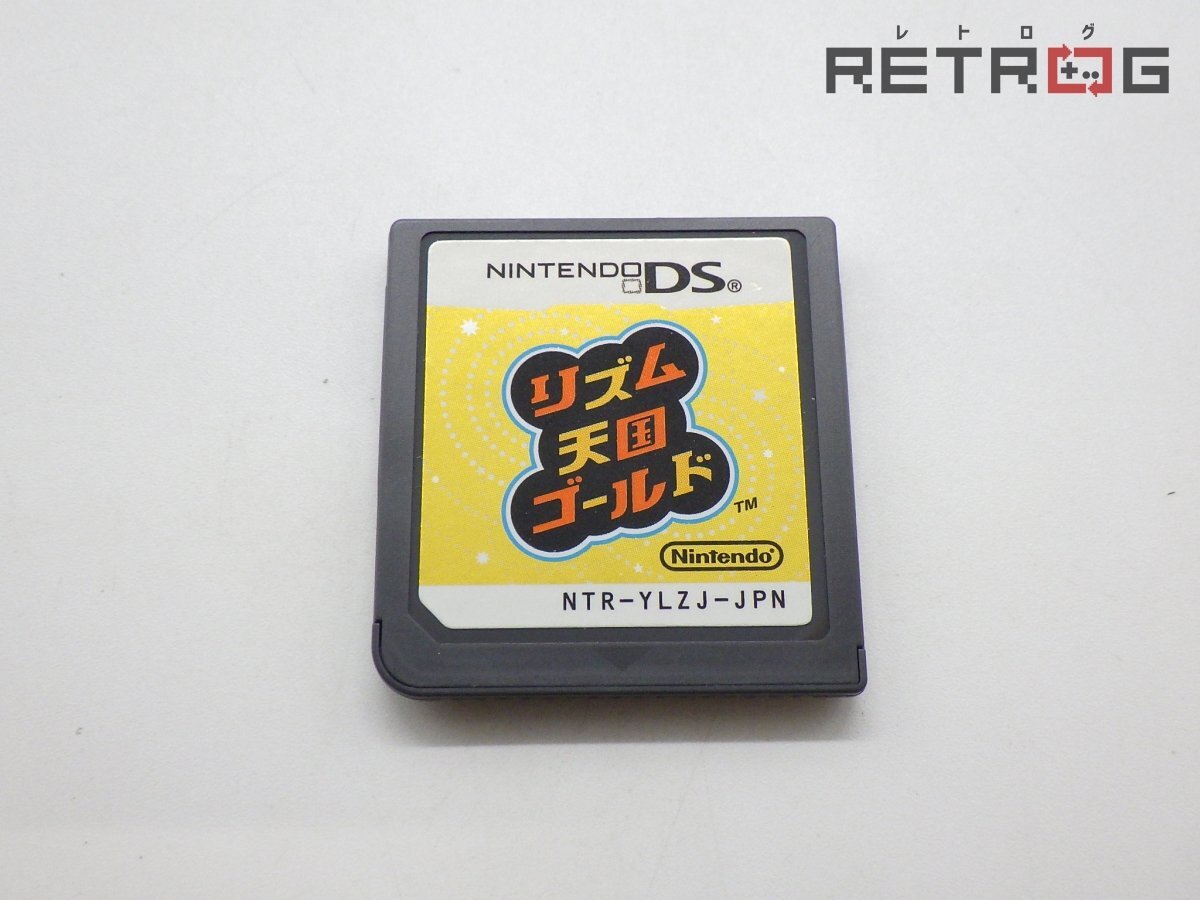 レトログ
RETROG
NINTENDO DS®
リズム
天国
ゴールド
TM
Nintendo®
NTR-YLZJ-JPN